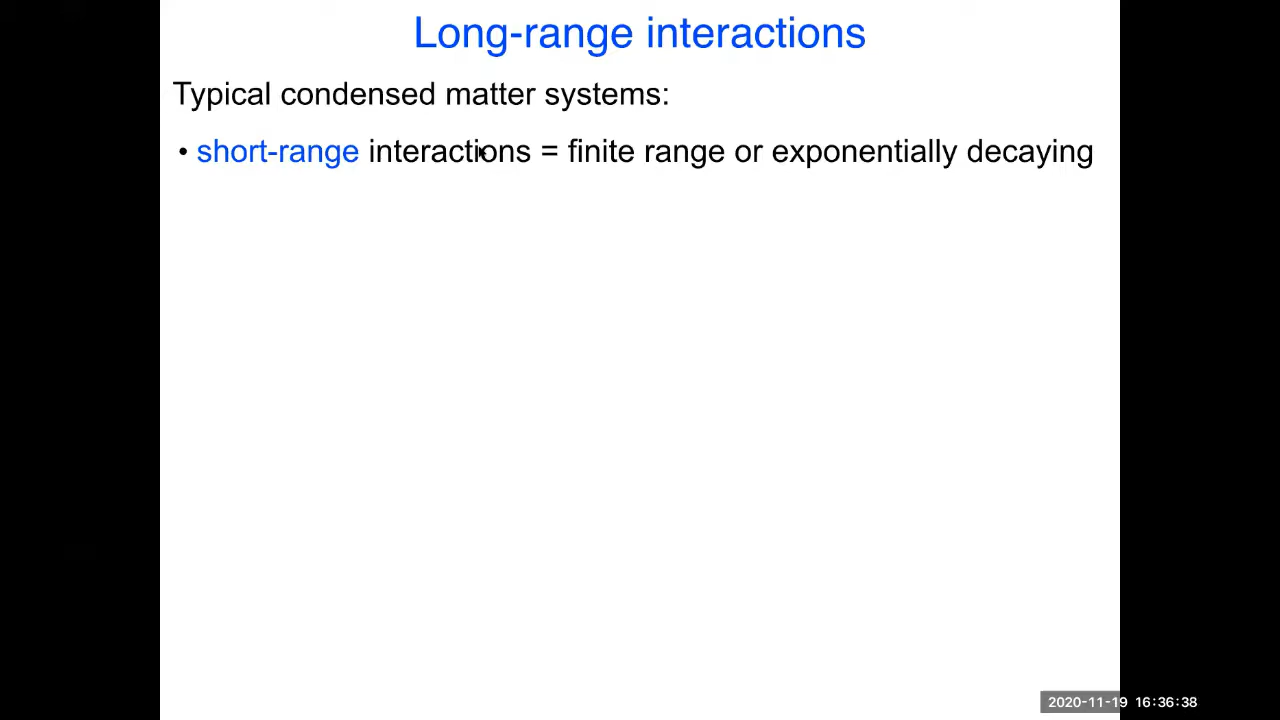 Long-range interactions
Typical condensed matter systems:
• short-range interactions = finite range or exponentially decaying
2020-11-19 16:36:38